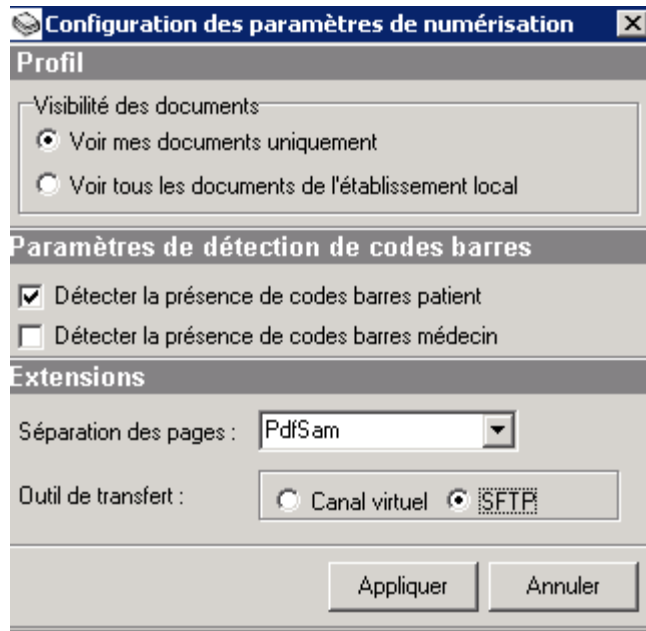 Configuration des paramètres de numérisation
Profil
Visibilité des documents
Voir mes documents uniquement
Voir tous les documents de l'établissement local
Paramètres de détection de codes barres
Détecter la présence de codes barres patient
Détecter la présence de codes barres médecin
Extensions
Séparation des pages : PdfSam
Outil de transfert : Canal virtuel SFTP
Appliquer Annuler